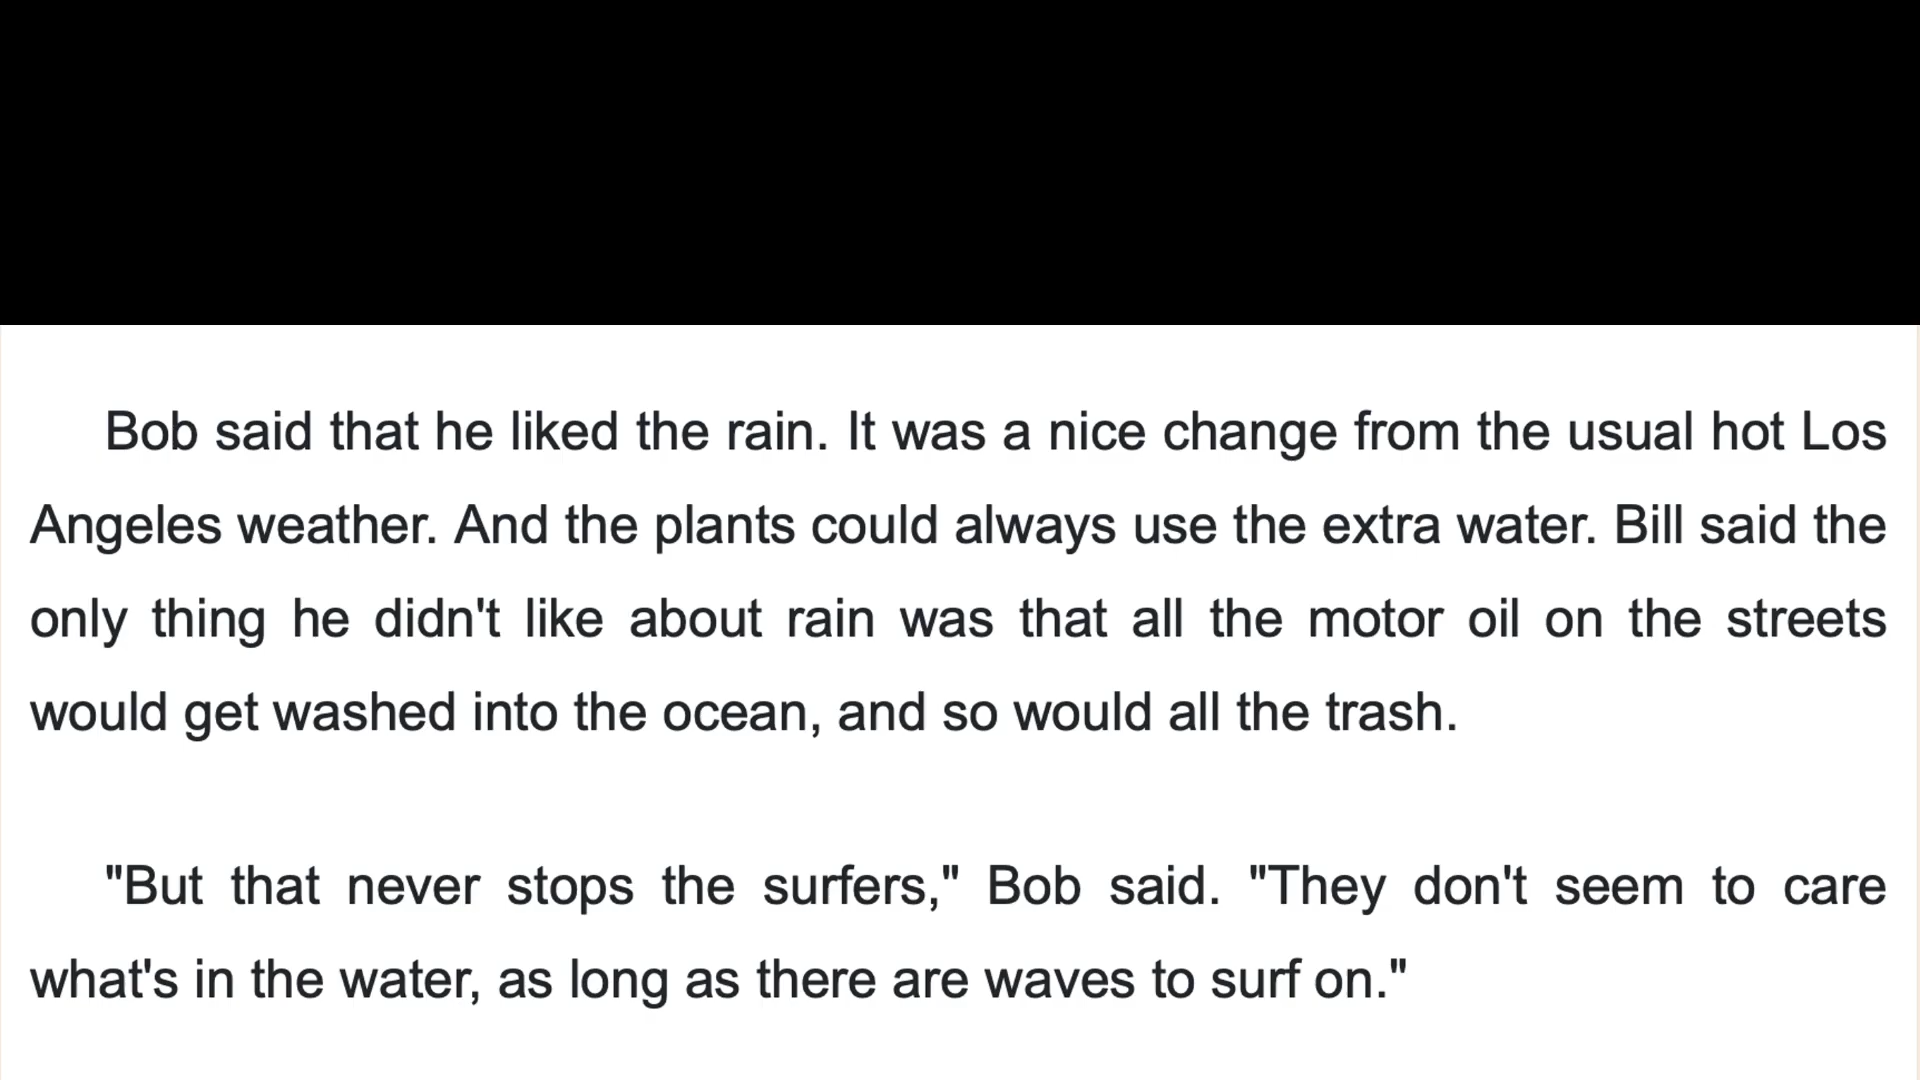 Bob said that he liked the rain. It was a nice change from the usual hot Los
Angeles weather. And the plants could always use the extra water. Bill said the
only thing he didn't like about rain was that all the motor oil on the streets
would get washed into the ocean, and so would all the trash.
"But that never stops the surfers," Bob said. "They don't seem to care
what's in the water, as long as there are waves to surf on."